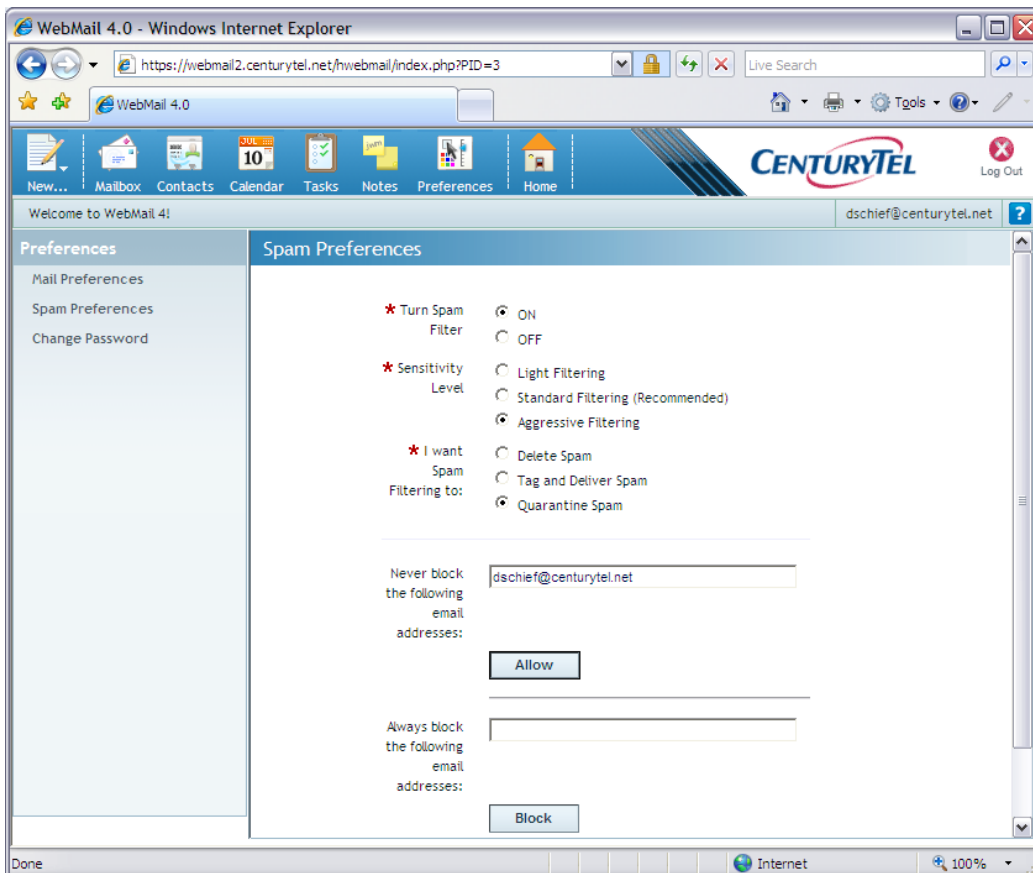 WebMail 4.0 - Windows Internet Explorer
https://webmail2.centurytel.net/hwebmail/index.php?PID=3
Live Search
WebMail 4.0
Tools
New...
Mailbox
Contacts
JUL
10
Calendar
Tasks
jwm
Notes
Preferences
Home
CENTURYTEL
Log Out
Welcome to WebMail 4!
dschief@centurytel.net
?
Preferences
Mail Preferences
Spam Preferences
Change Password
Spam Preferences
* Turn Spam
Filter
ON
OFF
* Sensitivity
Level
Light Filtering
Standard Filtering (Recommended)
Aggressive Filtering
* I want
Spam
Filtering to:
Delete Spam
Tag and Deliver Spam
Quarantine Spam
Never block
the following
email
addresses:
dschief@centurytel.net
Allow
Always block
the following
email
addresses:
Block
Done
Internet
100%